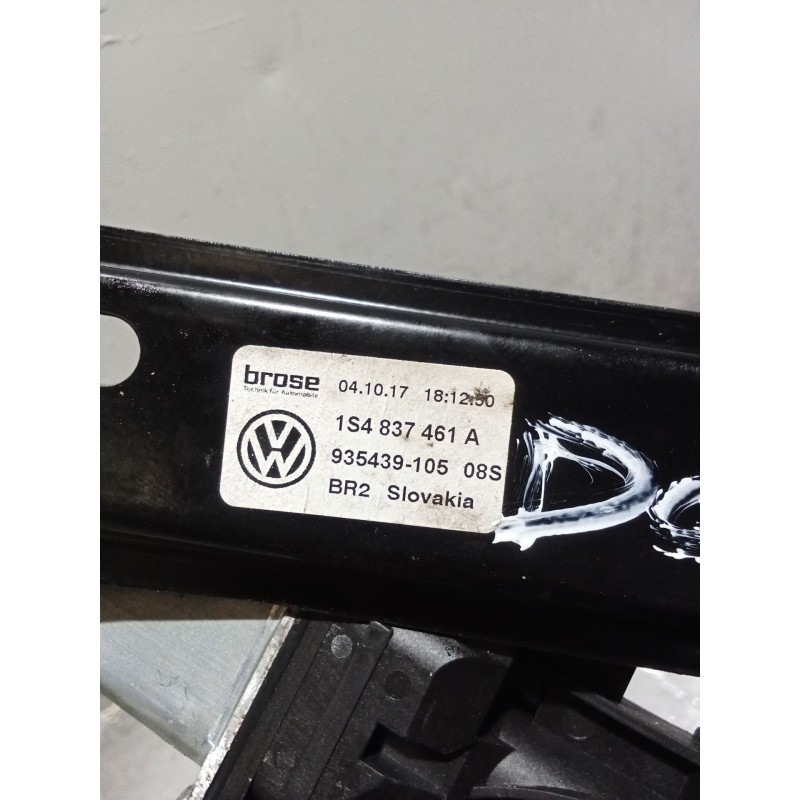 brose
Technik für Automobile
04.10.17 18:12:50
1S4 837 461 A
935439-105 08S
BR2 Slovakia